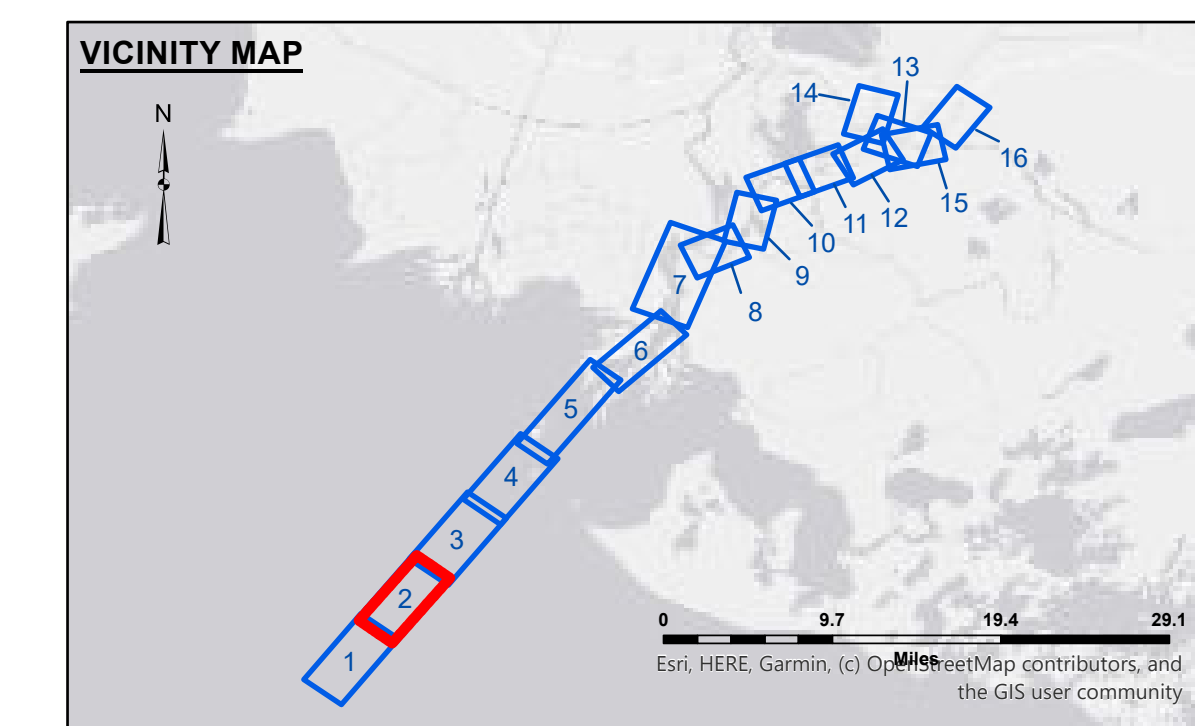 VICINITY MAP
N
13
14
16
15
12
11
10
9
8
7
6
5
4
3
2
1
0 9.7 19.4 29.1
Miles
Esri, HERE, Garmin, (c) OpenStreetMap contributors, and
the GIS user community